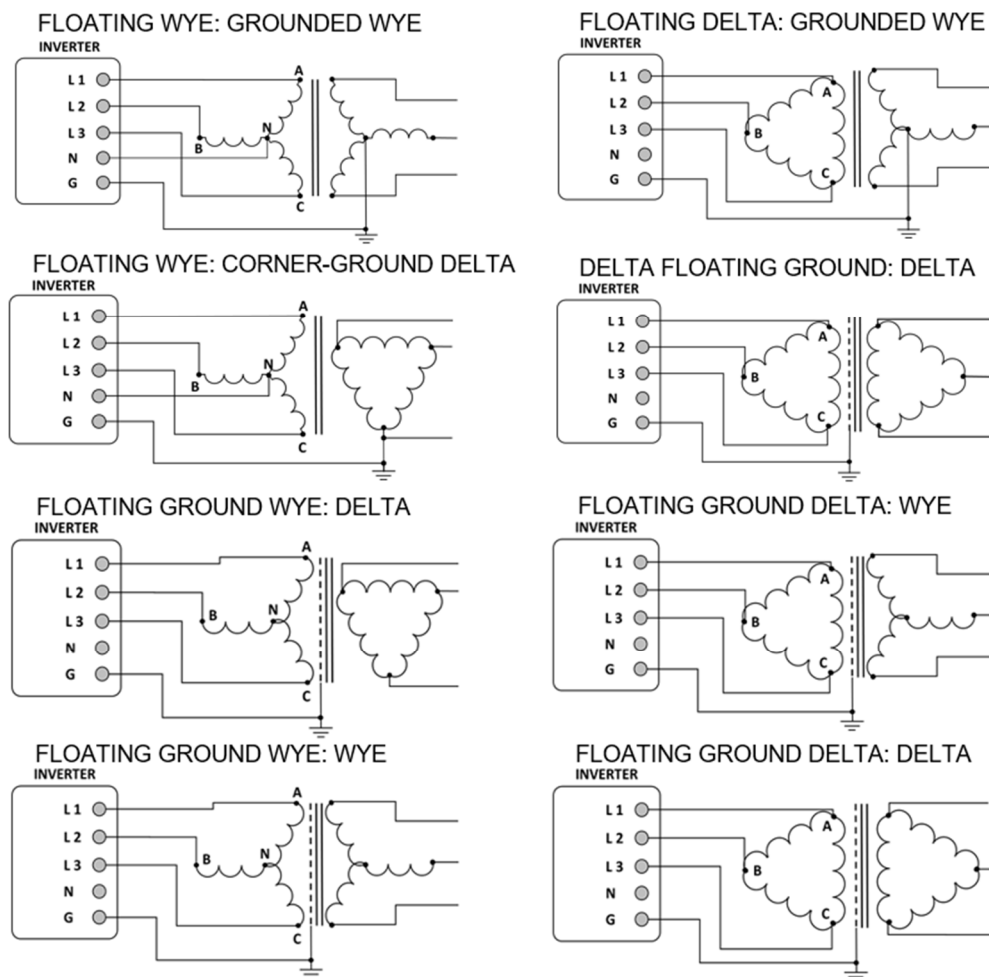 FLOATING WYE: GROUNDED WYE
INVERTER
L1
L2
L3
N
G
A
B
N
C
FLOATING DELTA: GROUNDED WYE
INVERTER
L1
L2
L3
N
G
A
B
C
FLOATING WYE: CORNER-GROUND DELTA
INVERTER
L1
L2
L3
N
G
A
B
N
C
DELTA FLOATING GROUND: DELTA
INVERTER
L1
L2
L3
N
G
A
B
C
FLOATING GROUND WYE: DELTA
INVERTER
L1
L2
L3
N
G
A
B
N
C
FLOATING GROUND DELTA: WYE
INVERTER
L1
L2
L3
N
G
A
B
C
FLOATING GROUND WYE: WYE
INVERTER
L1
L2
L3
N
G
A
B
N
C
FLOATING GROUND DELTA: DELTA
INVERTER
L1
L2
L3
N
G
A
B
C